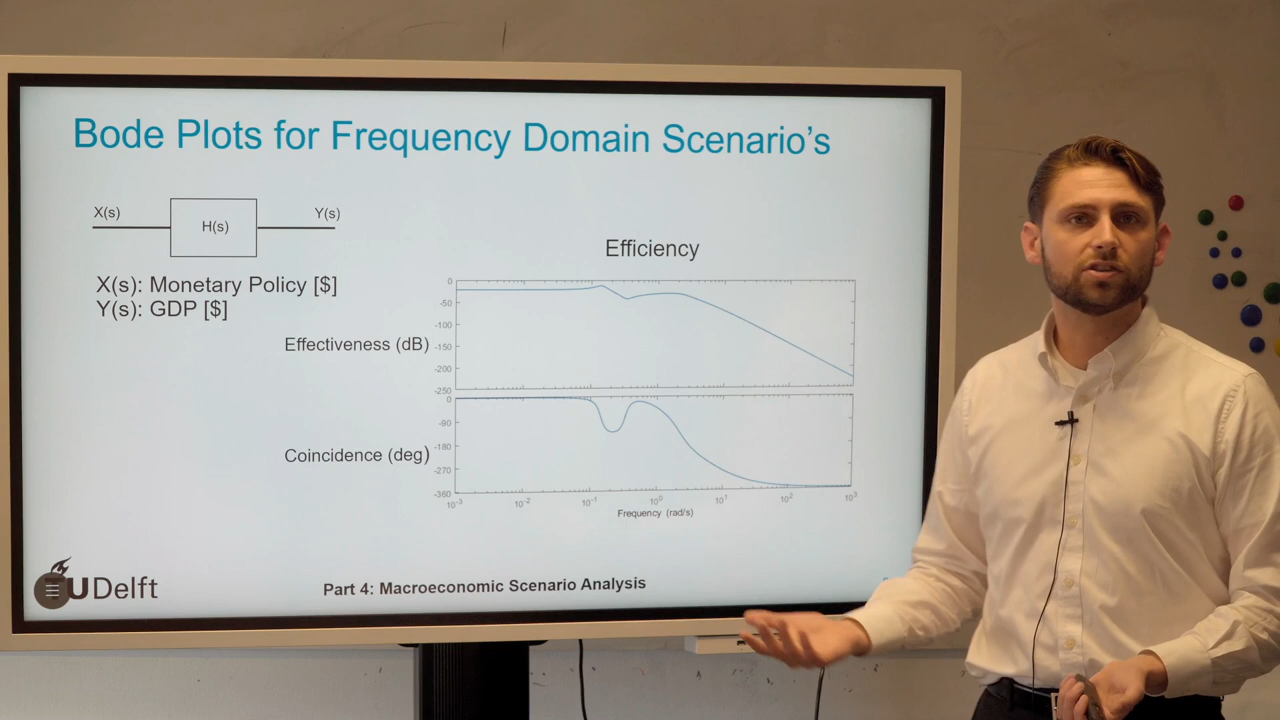 Bode Plots for Frequency Domain Scenario's
X(s)
H(s)
Y(s)
X(s): Monetary Policy [$]
Y(s): GDP [$]
Efficiency
Effectiveness (dB)
0
-50
-100
-150
-200
-250
Coincidence (deg)
0
-90
-180
-270
-360
10⁻³ 10⁻² 10⁻¹ 10⁰ 10¹ 10² 10³
Frequency (rad/s)
TU Delft
Part 4: Macroeconomic Scenario Analysis